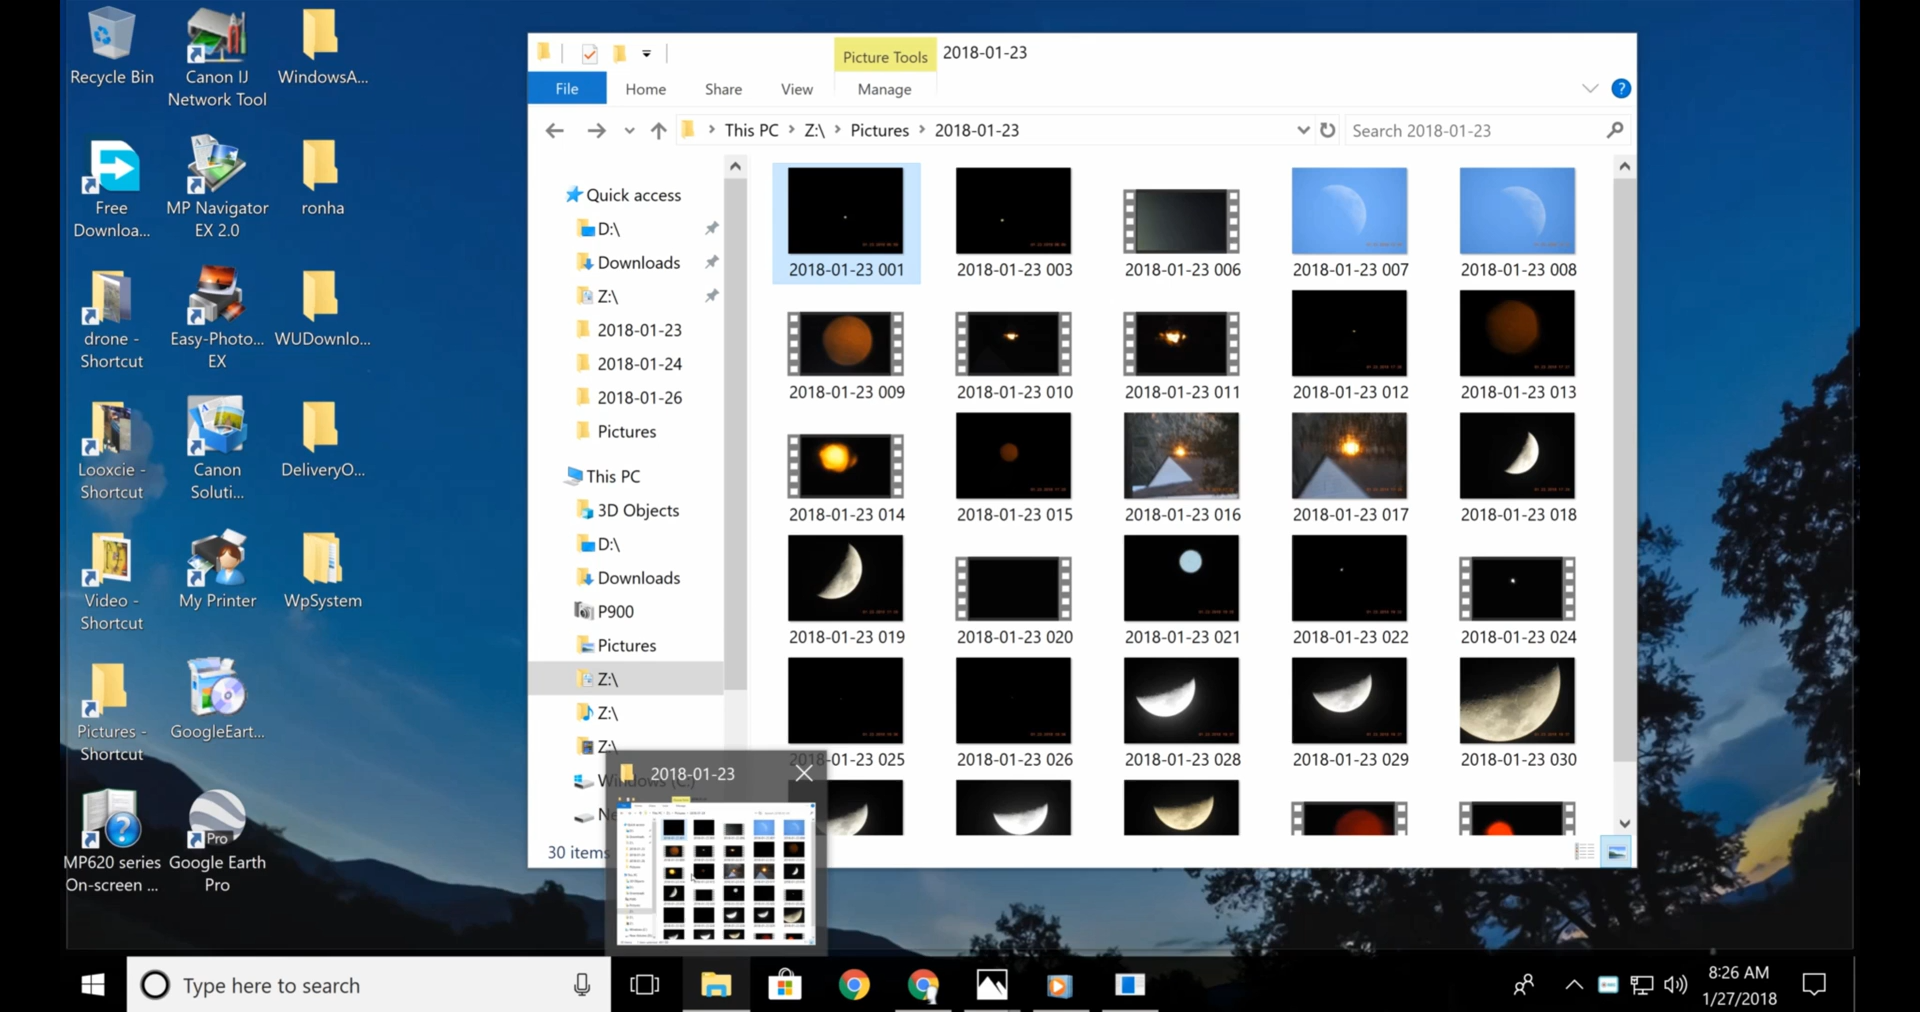 Recycle Bin
Canon IJ
Network Tool
WindowsA...
Free
Downloa...
MP Navigator
EX 2.0
ronha
drone -
Shortcut
Easy-Photo...
EX
WUDownlo...
Looxcie -
Shortcut
Canon
Soluti...
DeliveryO...
Video -
Shortcut
My Printer
WpSystem
Pictures -
Shortcut
GoogleEart...
MP620 series
On-screen ...
Pro
Google Earth
Pro
Picture Tools
2018-01-23
File
Home
Share
View
Manage
This PC
Z:\
Pictures
2018-01-23
Search 2018-01-23
Quick access
D:\
Downloads
Z:\
2018-01-23
2018-01-24
2018-01-26
Pictures
This PC
3D Objects
D:\
Downloads
P900
Pictures
Z:\
Z:\
Z:\
Windows (C:)
Ne
30 items
2018-01-23 001
2018-01-23 003
2018-01-23 006
2018-01-23 007
2018-01-23 008
2018-01-23 009
2018-01-23 010
2018-01-23 011
2018-01-23 012
2018-01-23 013
2018-01-23 014
2018-01-23 015
2018-01-23 016
2018-01-23 017
2018-01-23 018
2018-01-23 019
2018-01-23 020
2018-01-23 021
2018-01-23 022
2018-01-23 024
2018-01-23 025
2018-01-23 026
2018-01-23 028
2018-01-23 029
2018-01-23 030
2018-01-23
Type here to search
8:26 AM
1/27/2018